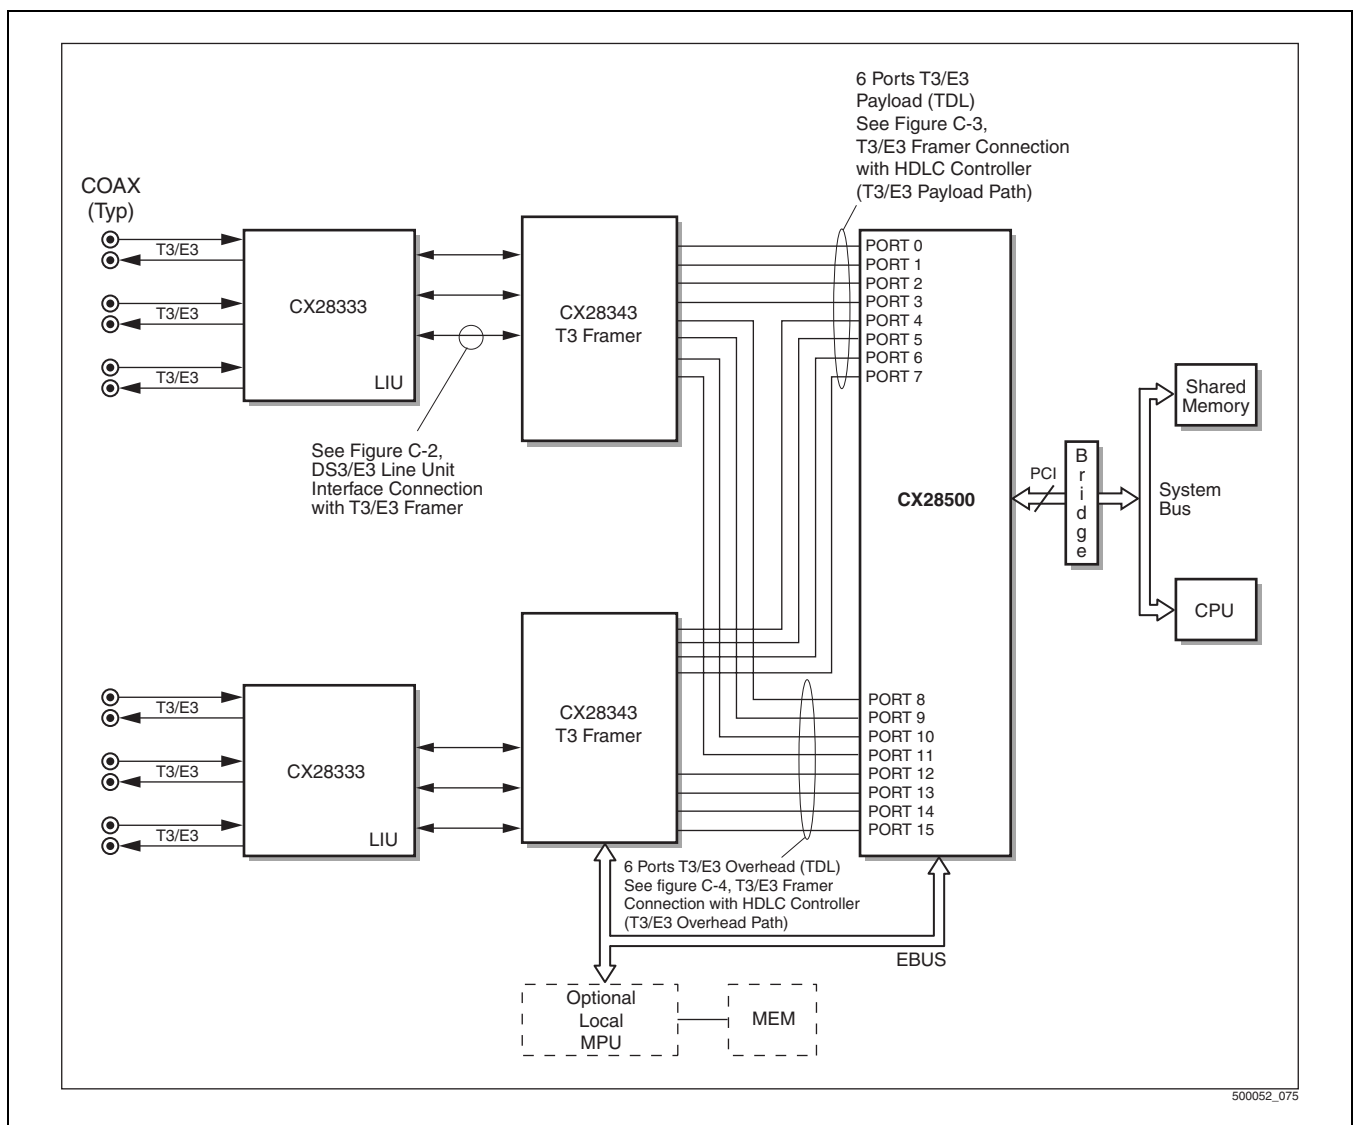 6 Ports T3/E3
Payload (TDL)
See Figure C-3,
T3/E3 Framer Connection
with HDLC Controller
(T3/E3 Payload Path)
COAX
(Typ)
T3/E3
T3/E3
T3/E3
CX28333
LIU
CX28343
T3 Framer
PORT 0
PORT 1
PORT 2
PORT 3
PORT 4
PORT 5
PORT 6
PORT 7
See Figure C-2,
DS3/E3 Line Unit
Interface Connection
with T3/E3 Framer
CX28500
PCI
Bridge
System
Bus
Shared
Memory
CPU
T3/E3
T3/E3
T3/E3
CX28333
LIU
CX28343
T3 Framer
PORT 8
PORT 9
PORT 10
PORT 11
PORT 12
PORT 13
PORT 14
PORT 15
6 Ports T3/E3 Overhead (TDL)
See figure C-4, T3/E3 Framer
Connection with HDLC Controller
(T3/E3 Overhead Path)
EBUS
Optional
Local
MPU
MEM
500052_075